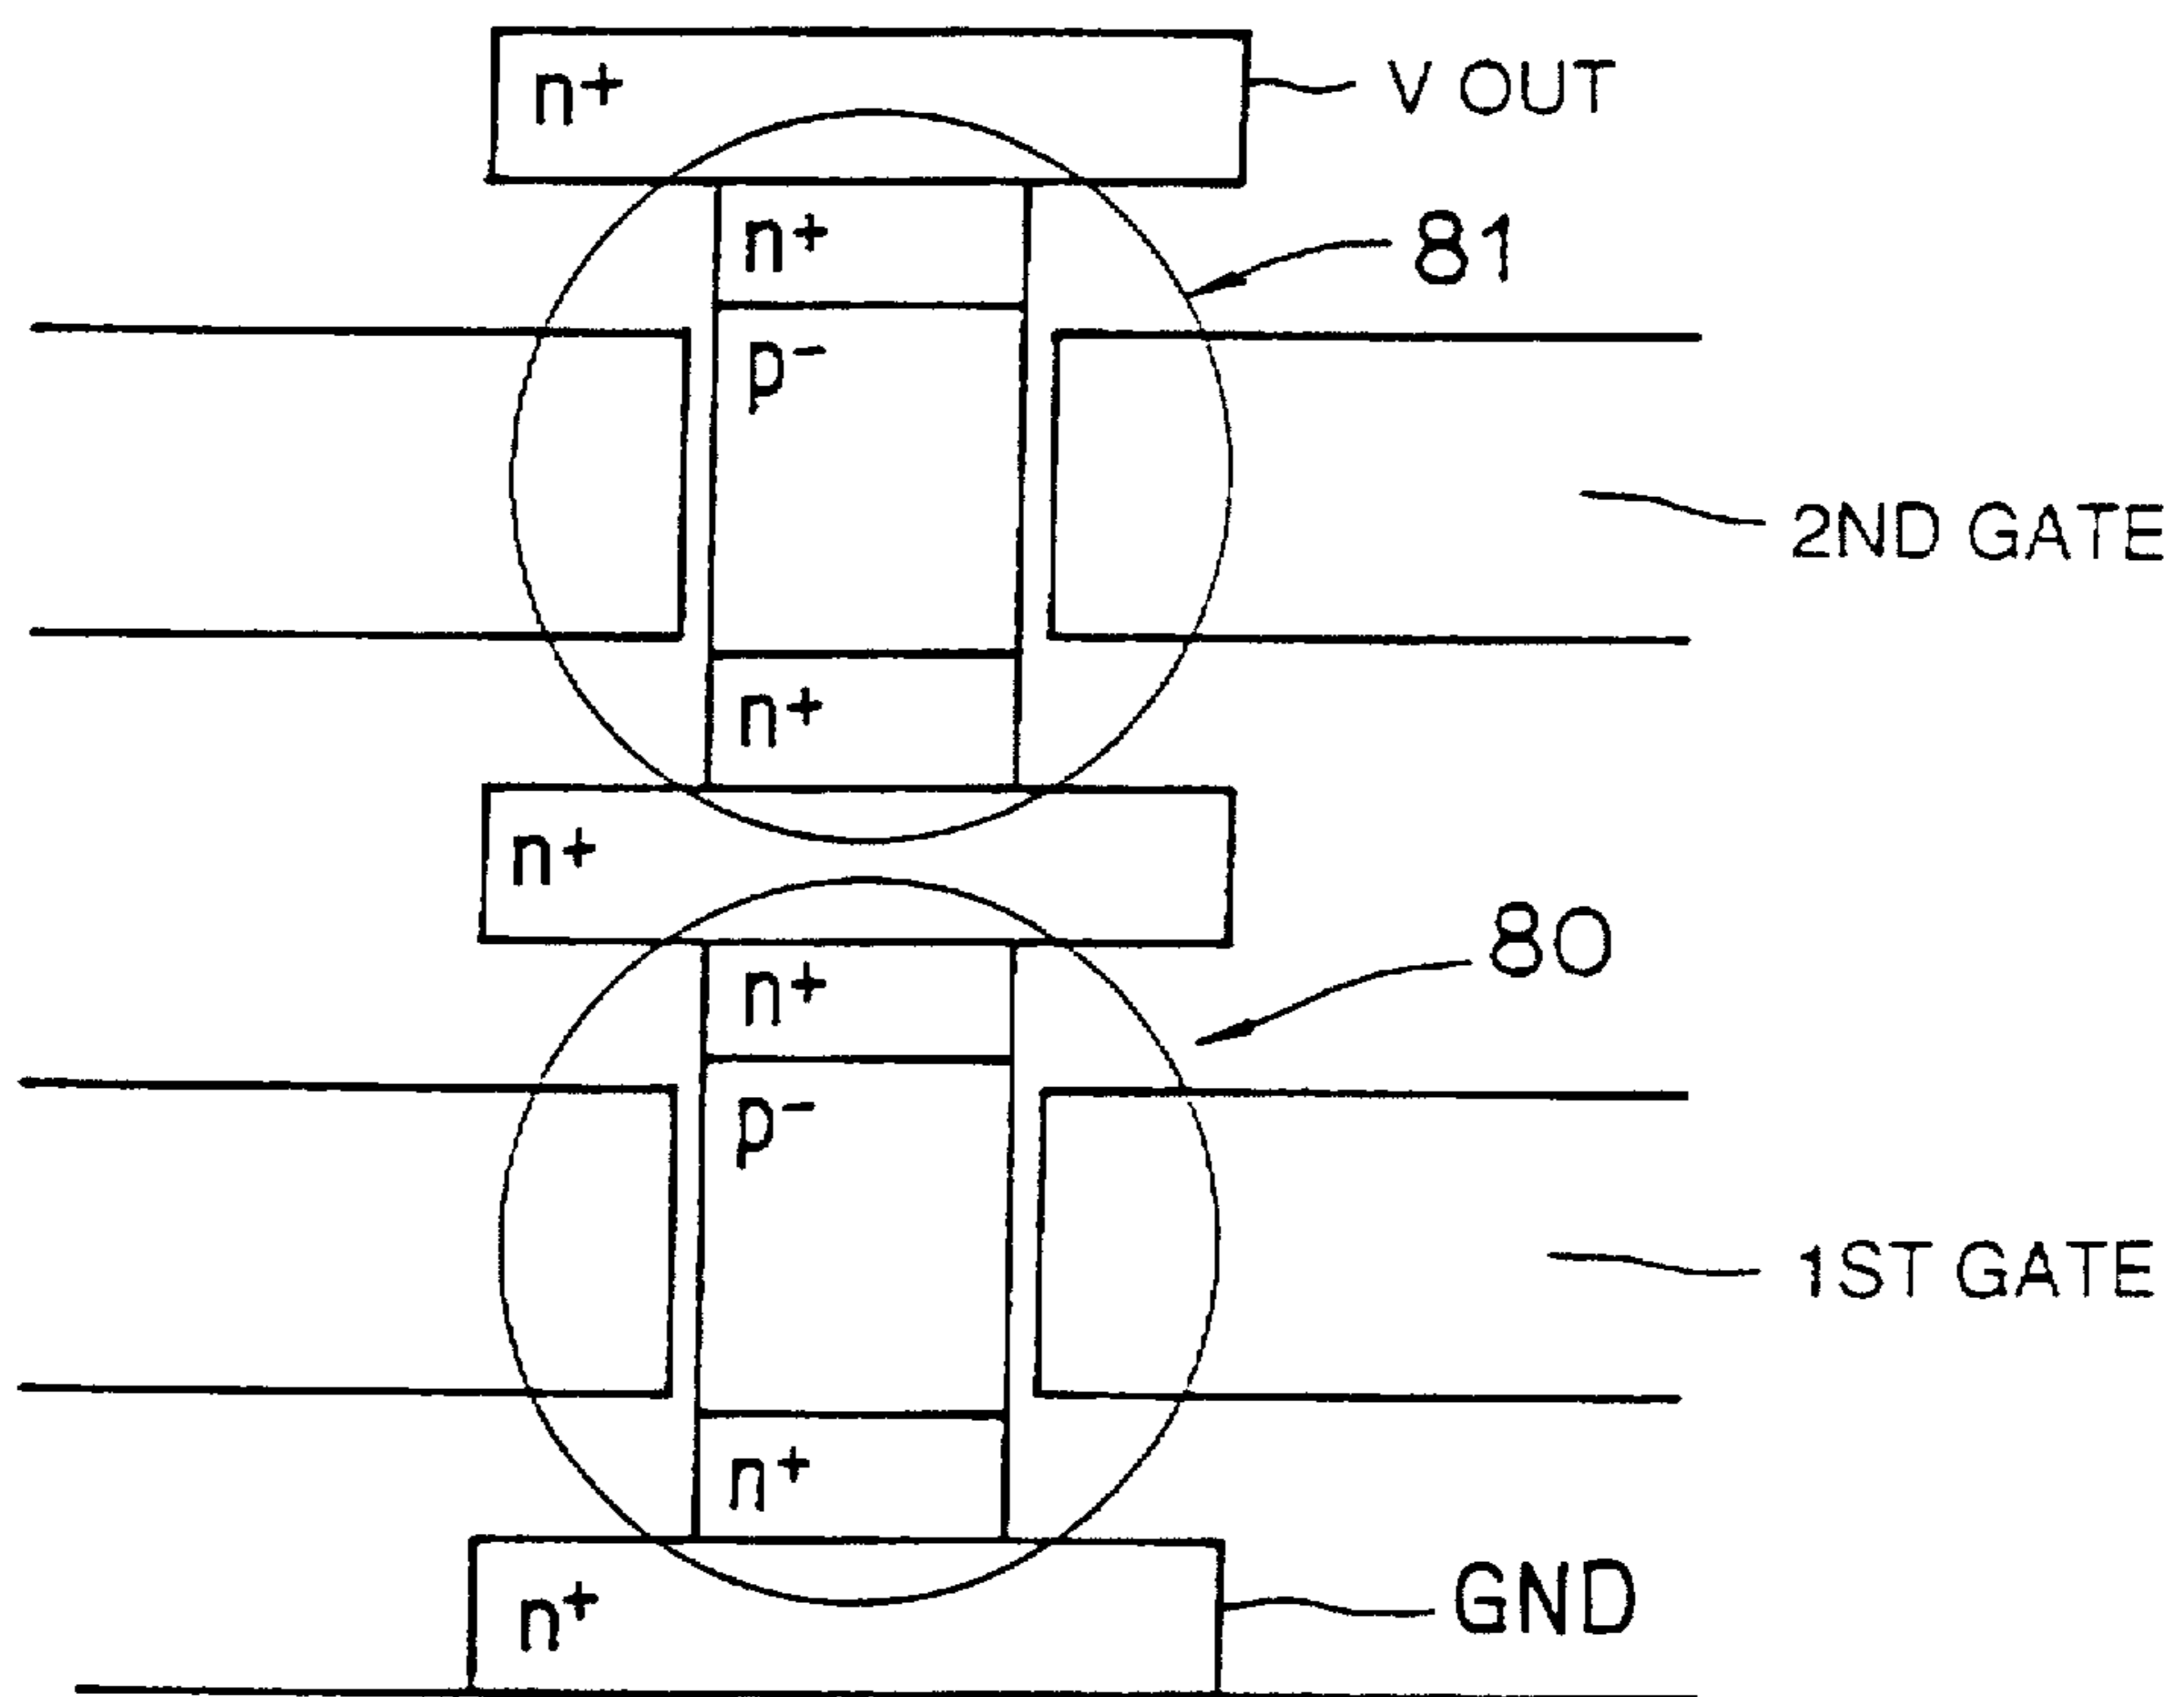 n+
V OUT
n+
81
p−
2ND GATE
n+
n+
80
n+
p−
1ST GATE
n+
n+
GND